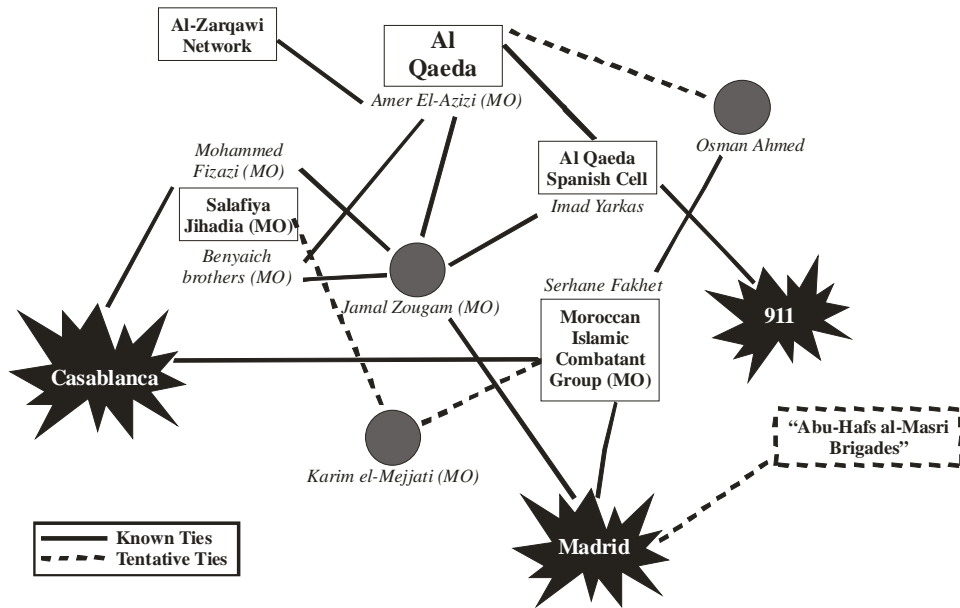 Al-Zarqawi
Network
Al
Qaeda
Amer El-Azizi (MO)
Osman Ahmed
Mohammed
Fizazi (MO)
Al Qaeda
Spanish Cell
Imad Yarkas
Salafiya
Jihadia (MO)
Benyaich
brothers (MO)
Jamal Zougam (MO)
Serhane Fakhet
Moroccan
Islamic
Combatant
Group (MO)
911
Casablanca
“Abu-Hafs al-Masri
Brigades”
Karim el-Mejjati (MO)
Madrid
Known Ties
Tentative Ties